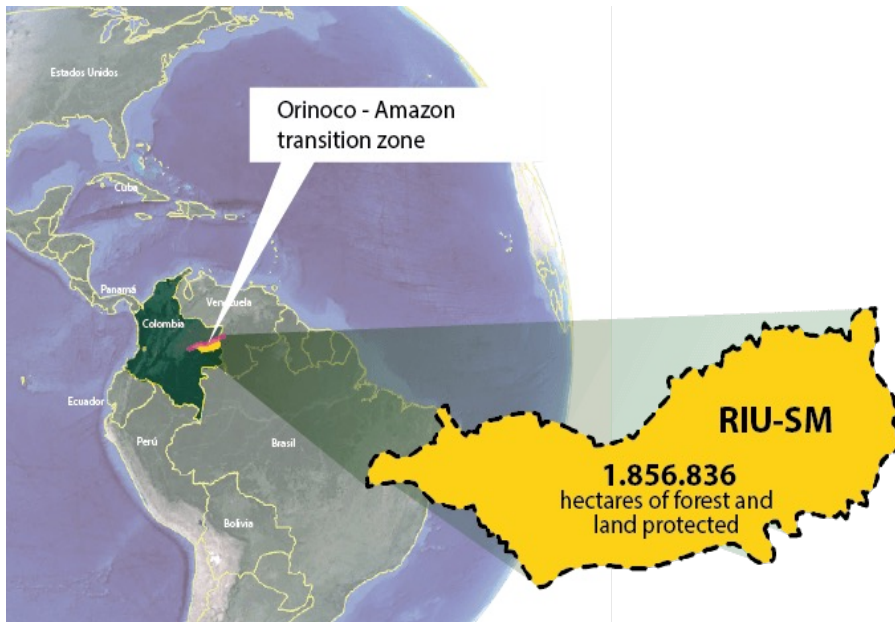 Estados Unidos
Orinoco - Amazon
transition zone
Cuba
Panamá
Venezuela
Colombia
Ecuador
Perú
Brasil
Bolivia
RIU-SM
1.856.836
hectares of forest and
land protected